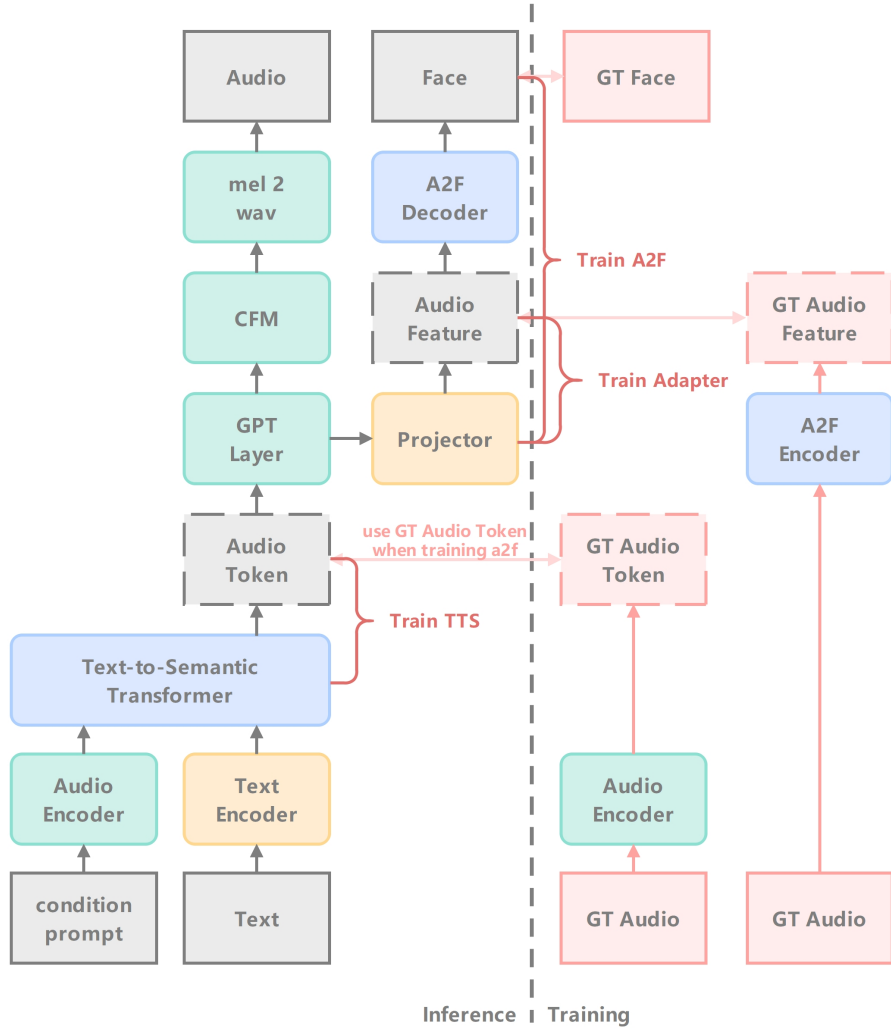 Audio
Face
GT Face
mel 2
wav
A2F
Decoder
Train A2F
CFM
Audio
Feature
GT Audio
Feature
Train Adapter
GPT
Layer
Projector
A2F
Encoder
Audio
Token
use GT Audio Token
when training a2f
GT Audio
Token
Train TTS
Text-to-Semantic
Transformer
Audio
Encoder
Text
Encoder
Audio
Encoder
condition
prompt
Text
GT Audio
GT Audio
Inference
Training